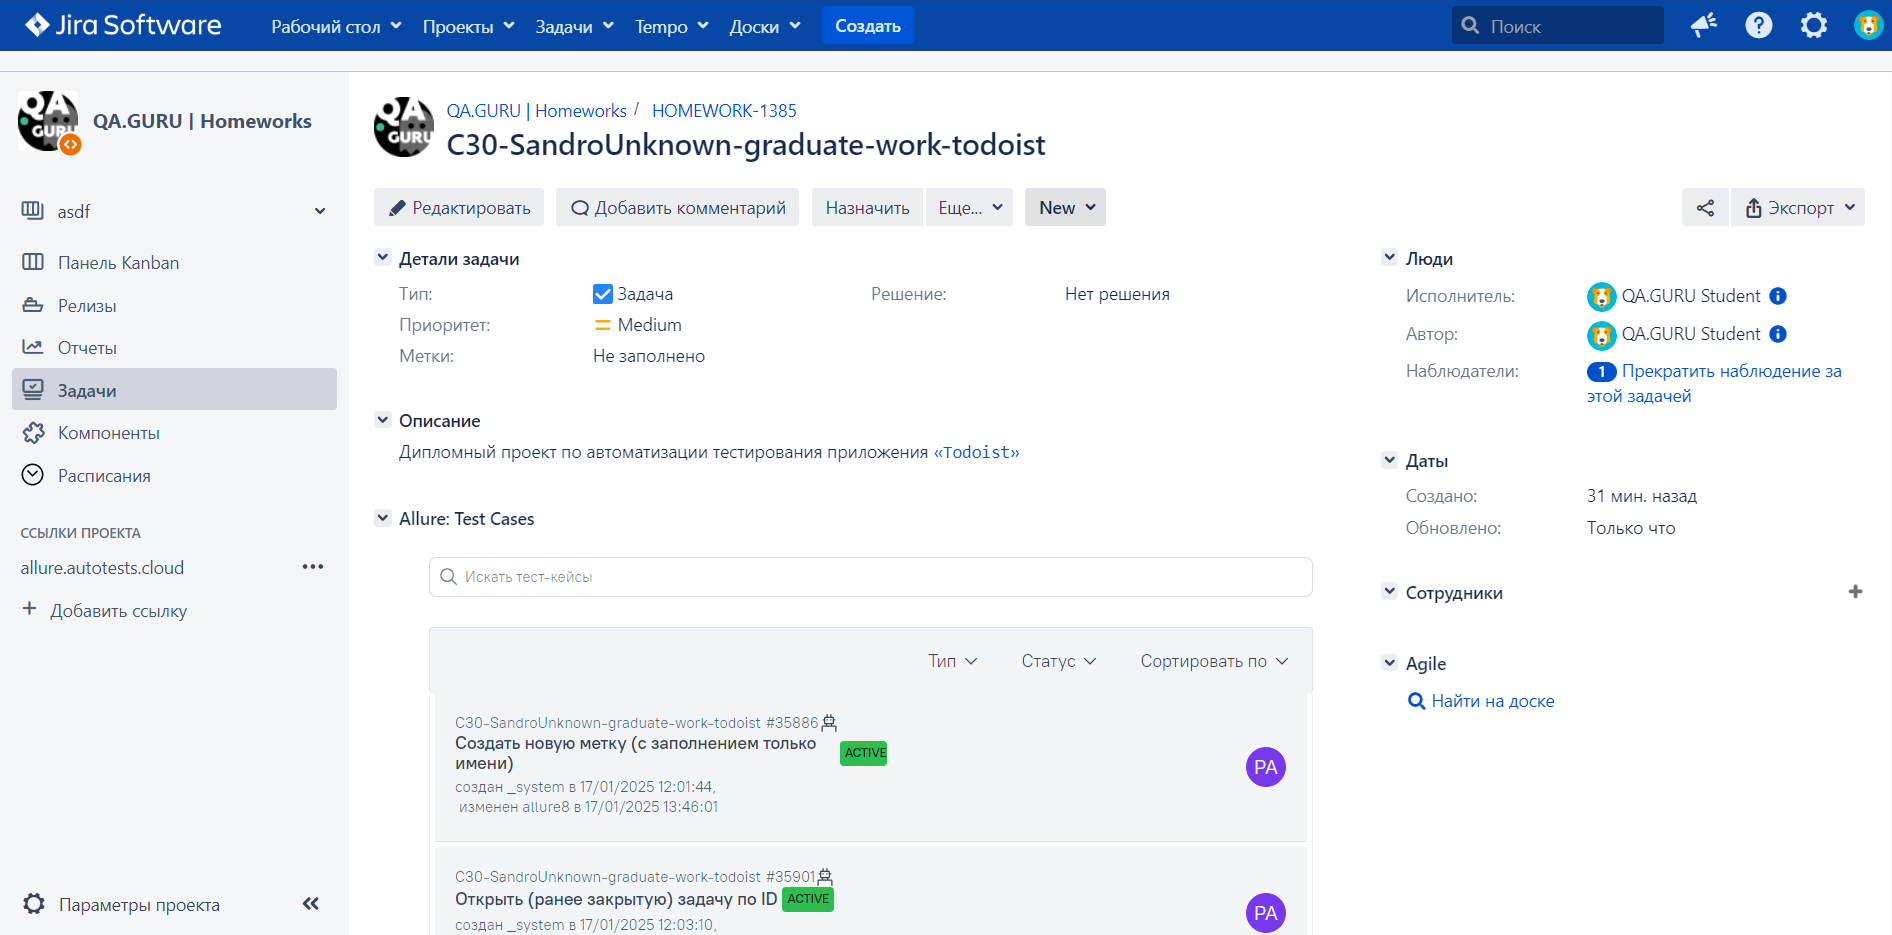 Jira Software
Рабочий стол
Проекты
Задачи
Tempo
Доски
Создать
Поиск
QA GURU
QA.GURU | Homeworks
asdf
Панель Kanban
Релизы
Отчеты
Задачи
Компоненты
Расписания
ССЫЛКИ ПРОЕКТА
allure.autotests.cloud
Добавить ссылку
Параметры проекта
QA GURU
QA.GURU | Homeworks / HOMEWORK-1385
C30-SandroUnknown-graduate-work-todoist
Редактировать
Добавить комментарий
Назначить
Еще...
New
Экспорт
Детали задачи
Тип: Задача
Решение: Нет решения
Приоритет: Medium
Метки: Не заполнено
Описание
Дипломный проект по автоматизации тестирования приложения «Todoist»
Allure: Test Cases
Искать тест-кейсы
Тип
Статус
Сортировать по
C30-SandroUnknown-graduate-work-todoist #35886
Создать новую метку (с заполнением только
имени)
ACTIVE
создан _system в 17/01/2025 12:01:44,
изменен allure8 в 17/01/2025 13:46:01
PA
C30-SandroUnknown-graduate-work-todoist #35901
Открыть (ранее закрытую) задачу по ID ACTIVE
создан _system в 17/01/2025 12:03:10,
PA
Люди
Исполнитель: QA.GURU Student
Автор: QA.GURU Student
Наблюдатели: 1 Прекратить наблюдение за
этой задачей
Даты
Создано: 31 мин. назад
Обновлено: Только что
Сотрудники
Agile
Найти на доске